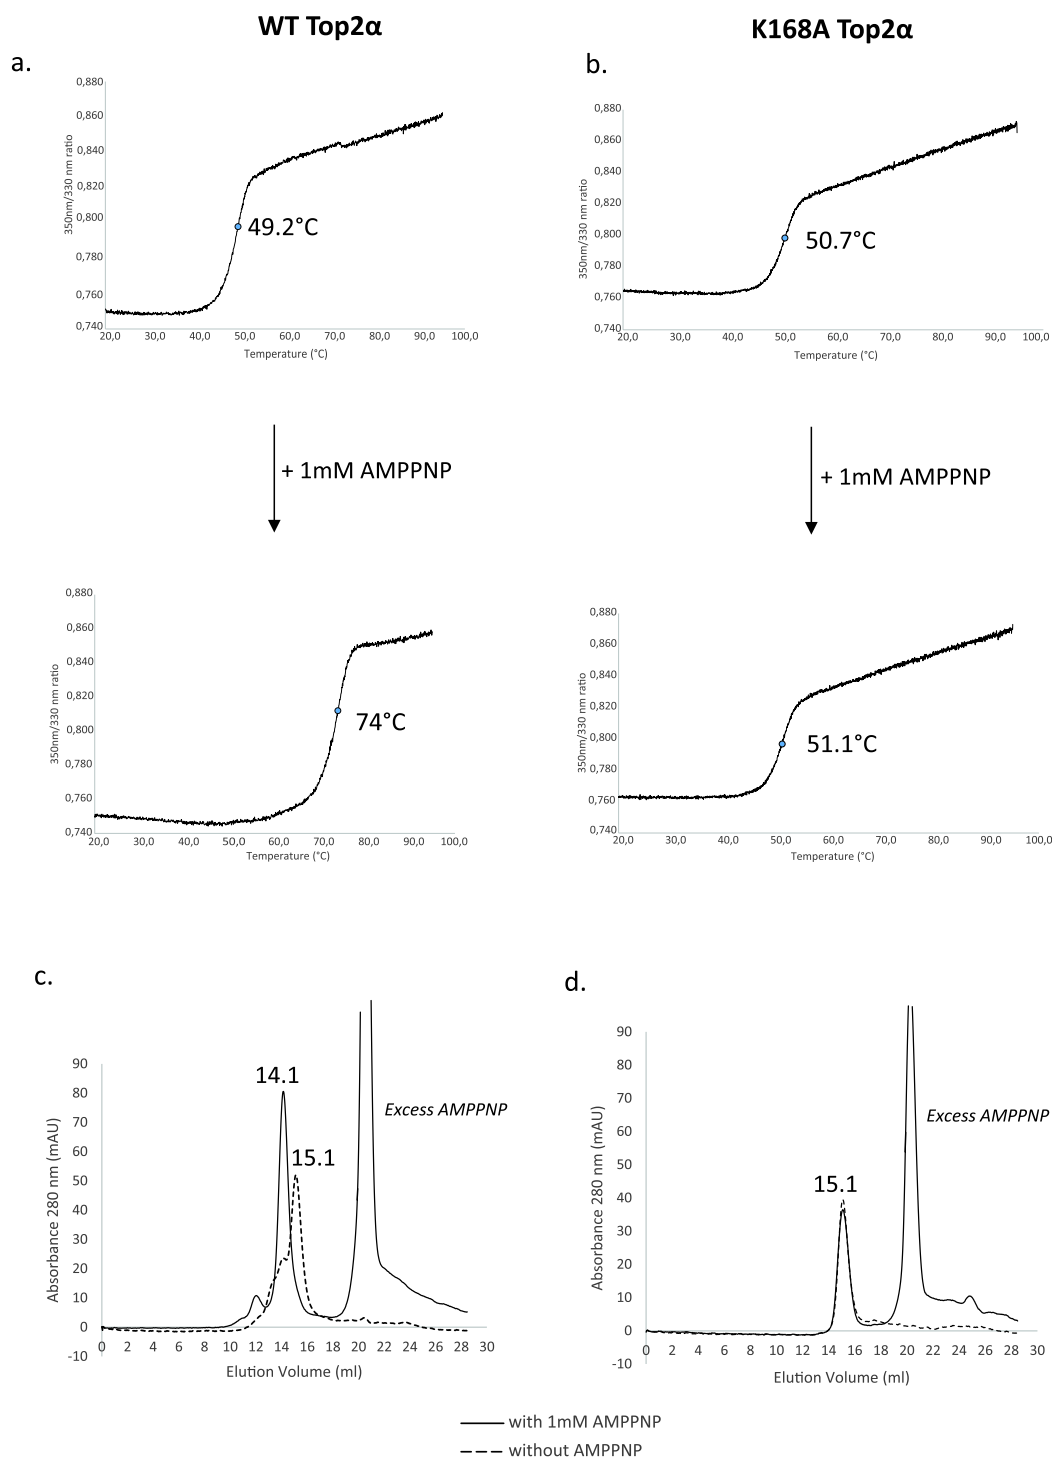 WT Top2α
K168A Top2α
a.
0,880
0,860
0,840
0,820
0,800
0,780
0,760
0,740
350nm/330 nm ratio
49.2°C
20,0 30,0 40,0 50,0 60,0 70,0 80,0 90,0 100,0
Temperature (°C)
b.
0,880
0,860
0,840
0,820
0,800
0,780
0,760
0,740
350nm/330 nm ratio
50.7°C
20,0 30,0 40,0 50,0 60,0 70,0 80,0 90,0 100,0
Temperature (°C)
+ 1mM AMPPNP
+ 1mM AMPPNP
0,880
0,860
0,840
0,820
0,800
0,780
0,760
0,740
350nm/330 nm ratio
74°C
20,0 30,0 40,0 50,0 60,0 70,0 80,0 90,0 100,0
Temperature (°C)
0,880
0,860
0,840
0,820
0,800
0,780
0,760
0,740
350nm/330 nm ratio
51.1°C
20,0 30,0 40,0 50,0 60,0 70,0 80,0 90,0 100,0
Temperature (°C)
c.
90
80
70
60
50
40
30
20
10
0
-10
Absorbance 280 nm (mAU)
14.1
15.1
Excess AMPPNP
0 2 4 6 8 10 12 14 16 18 20 22 24 26 28 30
Elution Volume (ml)
d.
90
80
70
60
50
40
30
20
10
0
-10
Absorbance 280 nm (mAU)
15.1
Excess AMPPNP
0 2 4 6 8 10 12 14 16 18 20 22 24 26 28 30
Elution Volume (ml)
with 1mM AMPPNP
without AMPPNP